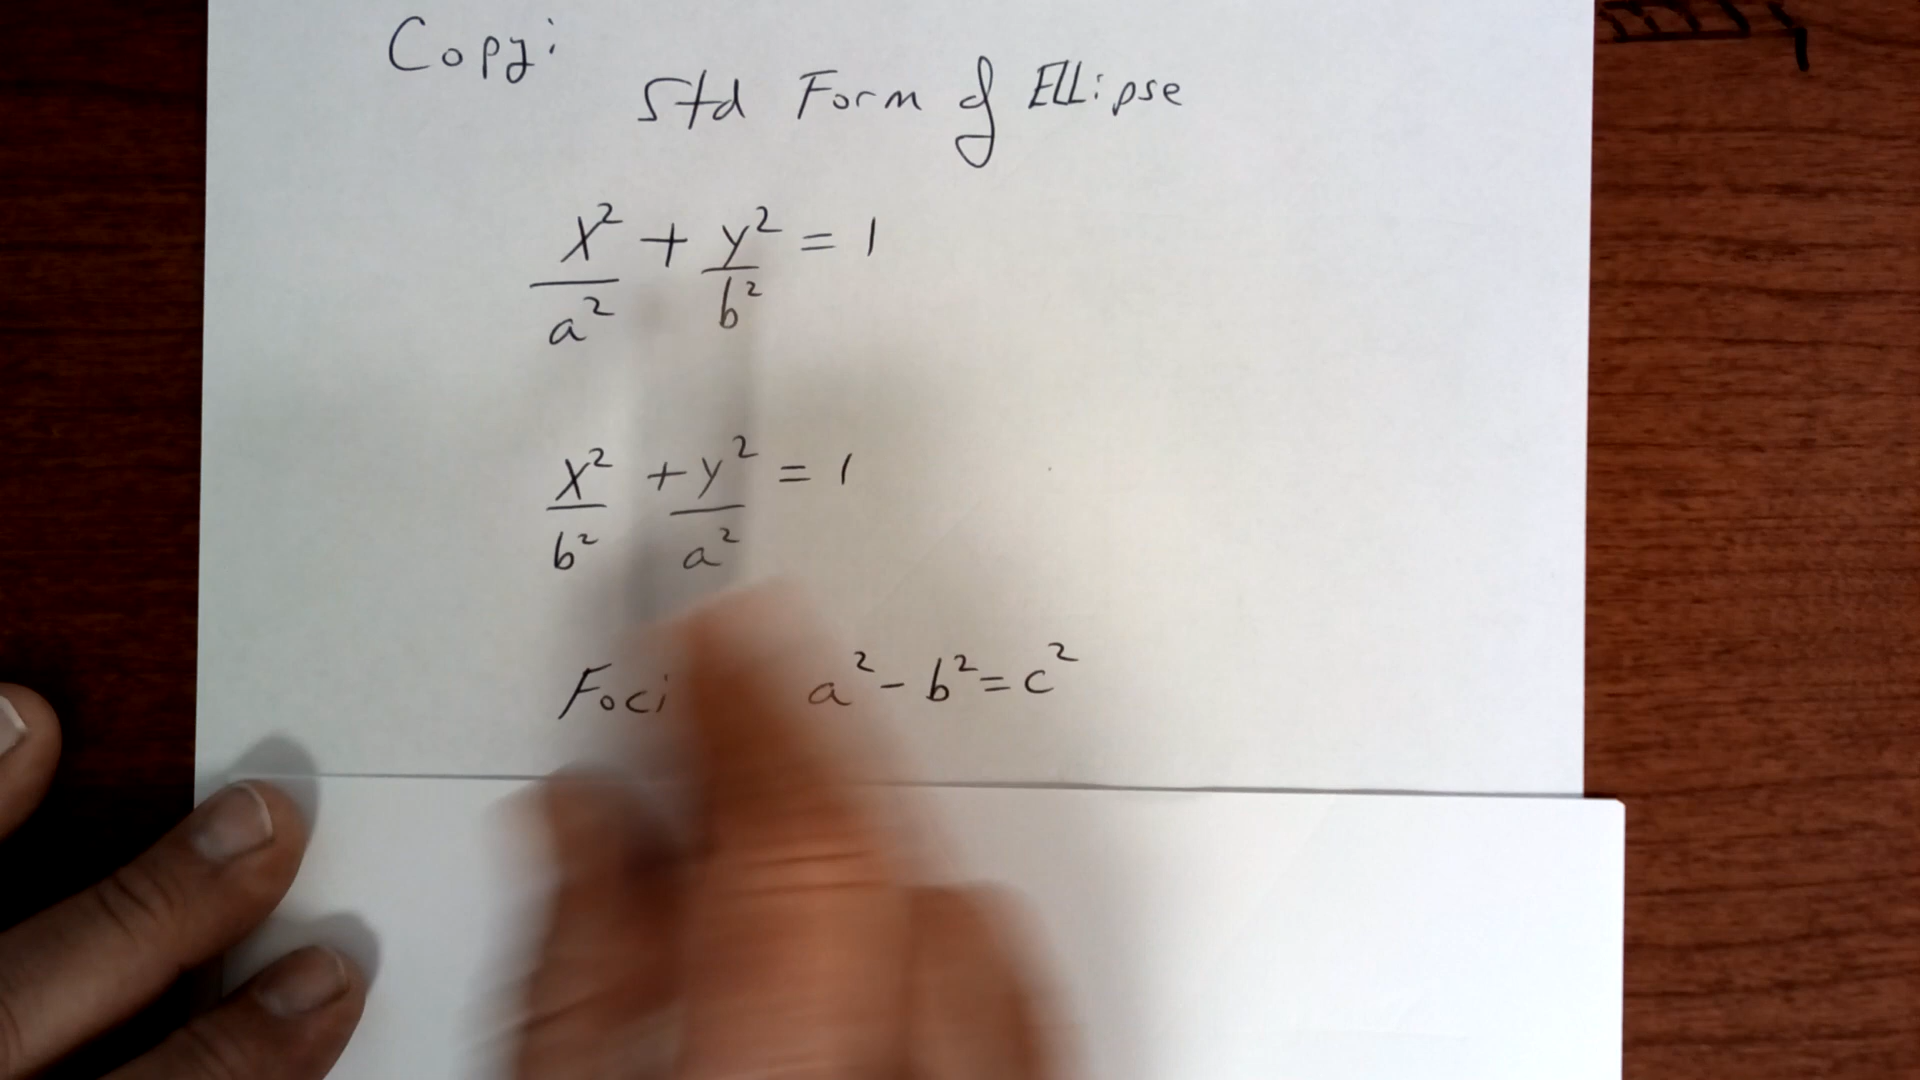 Copy:
Std Form of Ellipse
x²/a² + y²/b² = 1
x²/b² + y²/a² = 1
Foci a² - b² = c²